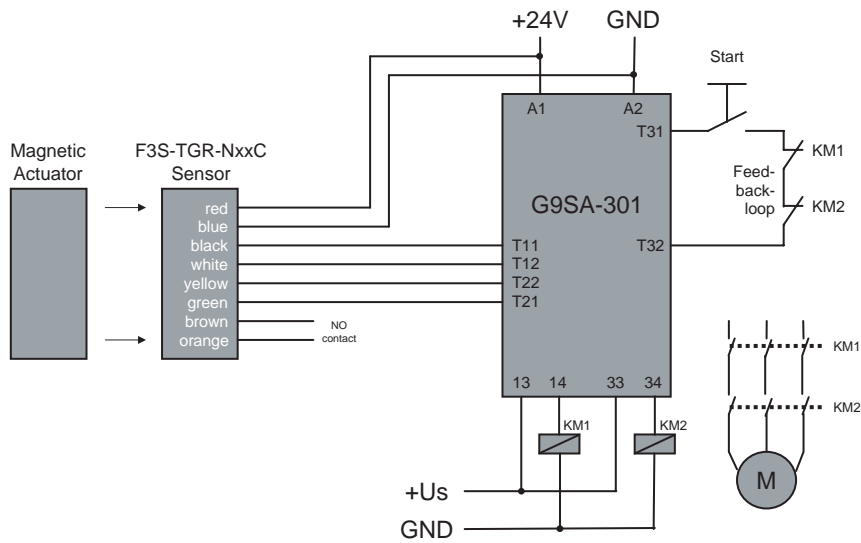 +24V
GND
Start
A1
A2
T31
Magnetic
Actuator
F3S-TGR-NxxC
Sensor
KM1
Feed-
back-
loop
KM2
G9SA-301
red
blue
black
white
yellow
green
brown
orange
T11
T12
T22
T21
T32
NO
contact
13
14
33
34
KM1
KM2
KM1
KM2
M
+Us
GND